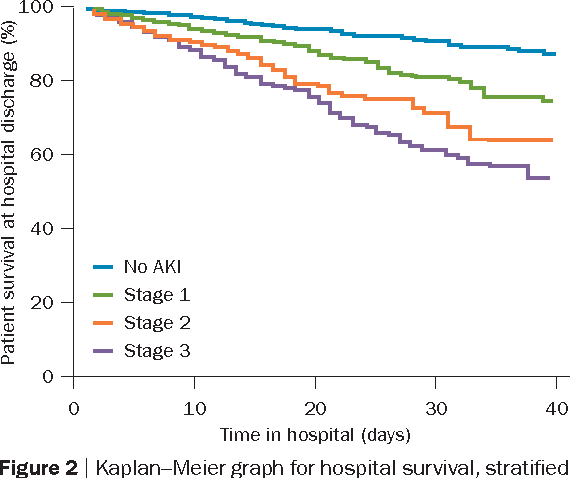 Patient survival at hospital discharge (%)
100
80
60
40
20
0
No AKI
Stage 1
Stage 2
Stage 3
0 10 20 30 40
Time in hospital (days)
Figure 2 | Kaplan–Meier graph for hospital survival, stratified